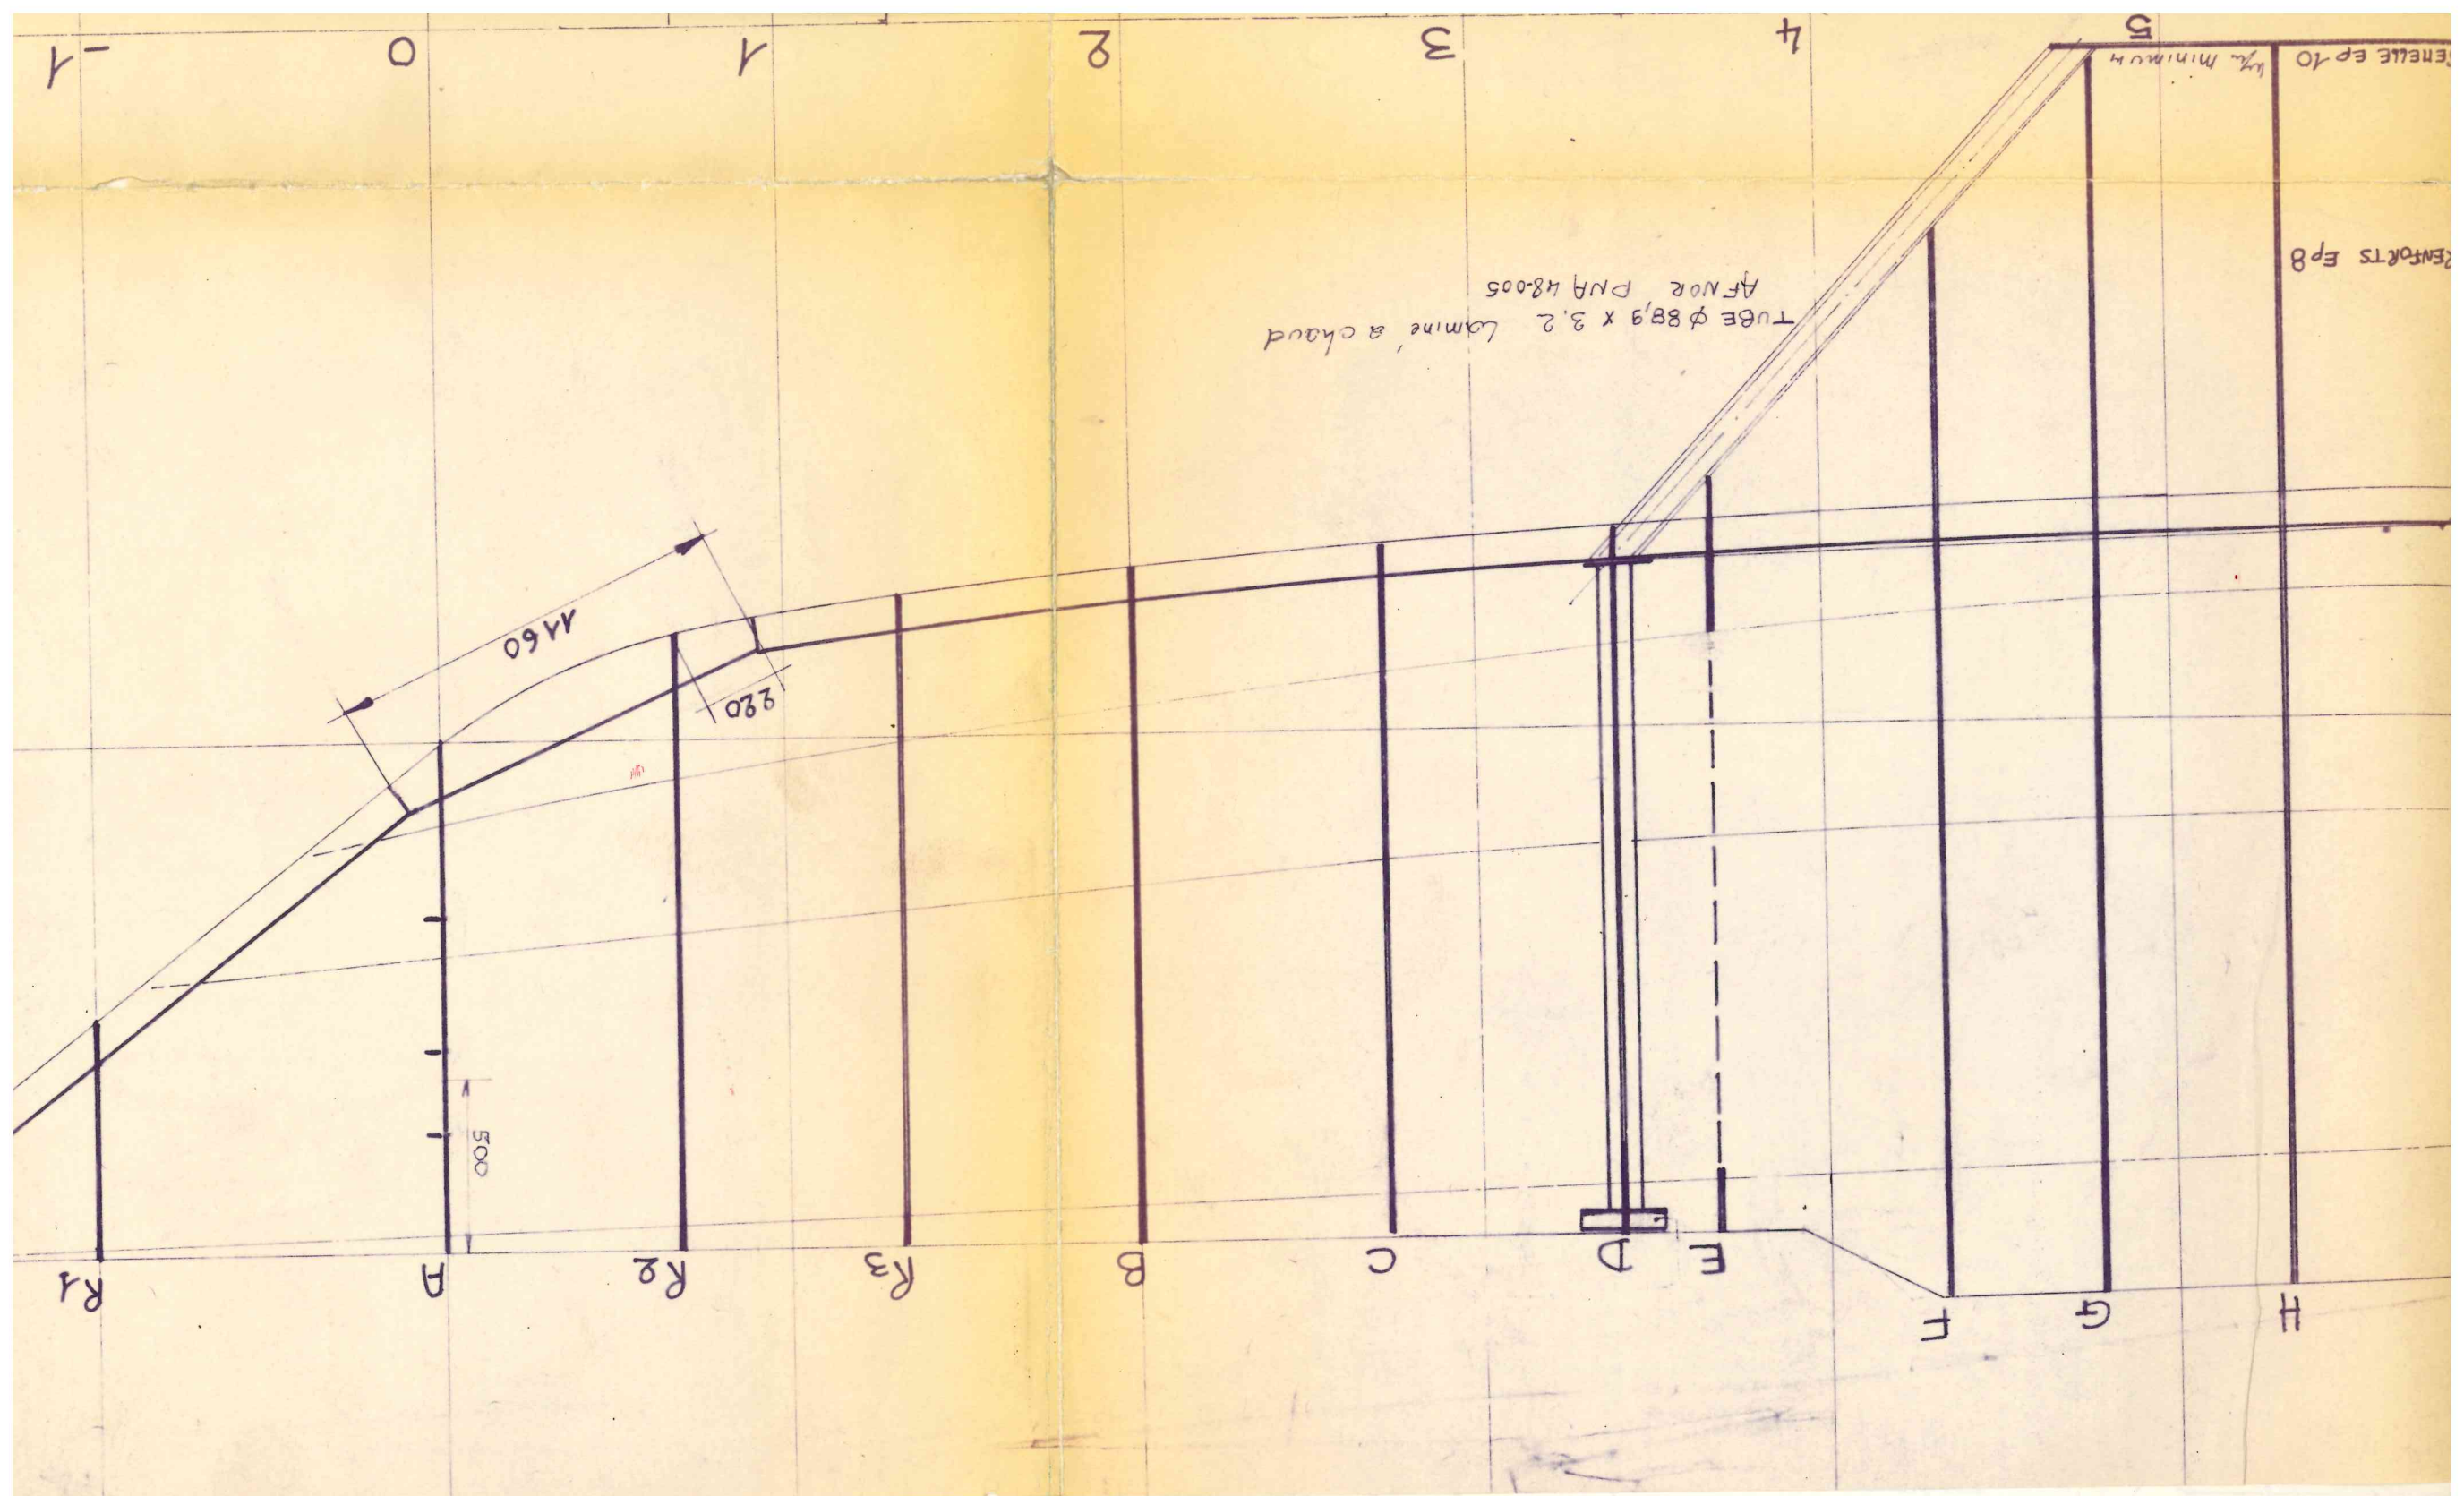 -1
0
1
2
3
4
5
SEMELLE Ep 10
minimum
RENFORTS Ep 8
TUBE φ88,9 x 3.2 Laminé à chaud
AFNOR PNA 48-005
1160
220
500
R1
A
R2
R3
B
C
D
E
F
G
H